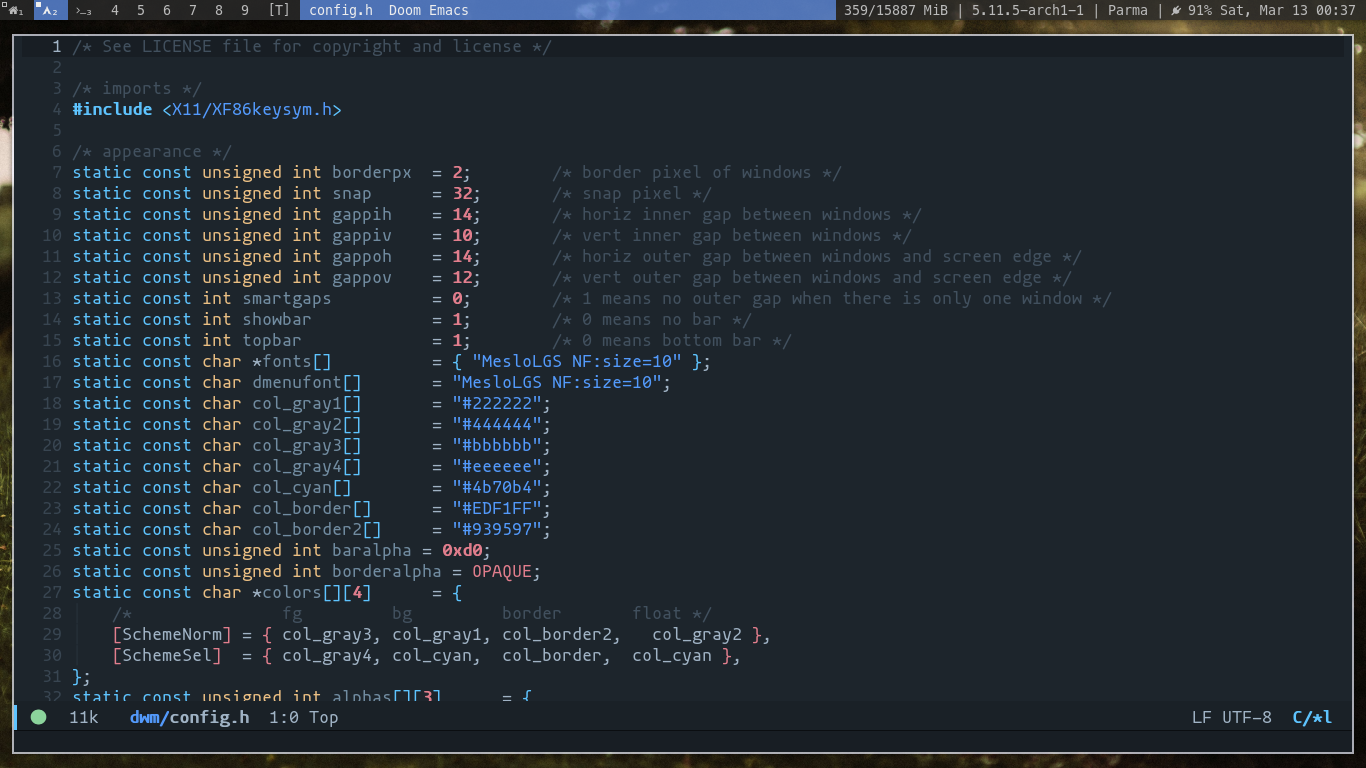 1 2 3 4 5 6 7 8 9 [T] config.h Doom Emacs 359/15887 MiB | 5.11.5-arch1-1 | Parma | 91% Sat, Mar 13 00:37
1 /* See LICENSE file for copyright and license */
2
3 /* imports */
4 #include <X11/XF86keysym.h>
5
6 /* appearance */
7 static const unsigned int borderpx = 2; /* border pixel of windows */
8 static const unsigned int snap = 32; /* snap pixel */
9 static const unsigned int gappih = 14; /* horiz inner gap between windows */
10 static const unsigned int gappiv = 10; /* vert inner gap between windows */
11 static const unsigned int gappoh = 14; /* horiz outer gap between windows and screen edge */
12 static const unsigned int gappov = 12; /* vert outer gap between windows and screen edge */
13 static const int smartgaps = 0; /* 1 means no outer gap when there is only one window */
14 static const int showbar = 1; /* 0 means no bar */
15 static const int topbar = 1; /* 0 means bottom bar */
16 static const char *fonts[] = { "MesloLGS NF:size=10" };
17 static const char dmenufont[] = "MesloLGS NF:size=10";
18 static const char col_gray1[] = "#222222";
19 static const char col_gray2[] = "#444444";
20 static const char col_gray3[] = "#bbbbbb";
21 static const char col_gray4[] = "#eeeeee";
22 static const char col_cyan[] = "#4b70b4";
23 static const char col_border[] = "#EDF1FF";
24 static const char col_border2[] = "#939597";
25 static const unsigned int baralpha = 0xd0;
26 static const unsigned int borderalpha = OPAQUE;
27 static const char *colors[][4] = {
28 /* fg bg border float */
29 [SchemeNorm] = { col_gray3, col_gray1, col_border2, col_gray2 },
30 [SchemeSel] = { col_gray4, col_cyan, col_border, col_cyan },
31 };
32 static const unsigned int alphas[][3] = {
11k dwm/config.h 1:0 Top LF UTF-8 C/*l